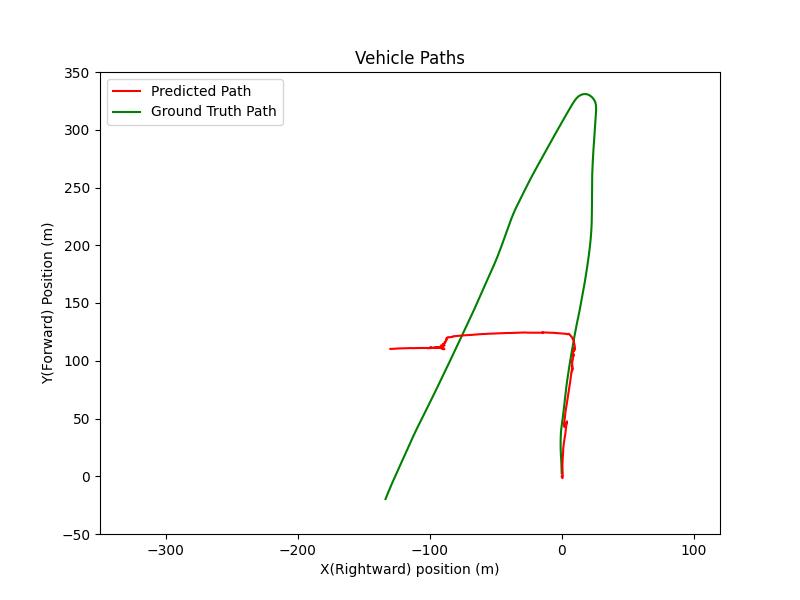 Vehicle Paths
Predicted Path
Ground Truth Path
350
300
250
200
150
100
50
0
−50
Y(Forward) Position (m)
−300
−200
−100
0
100
X(Rightward) position (m)